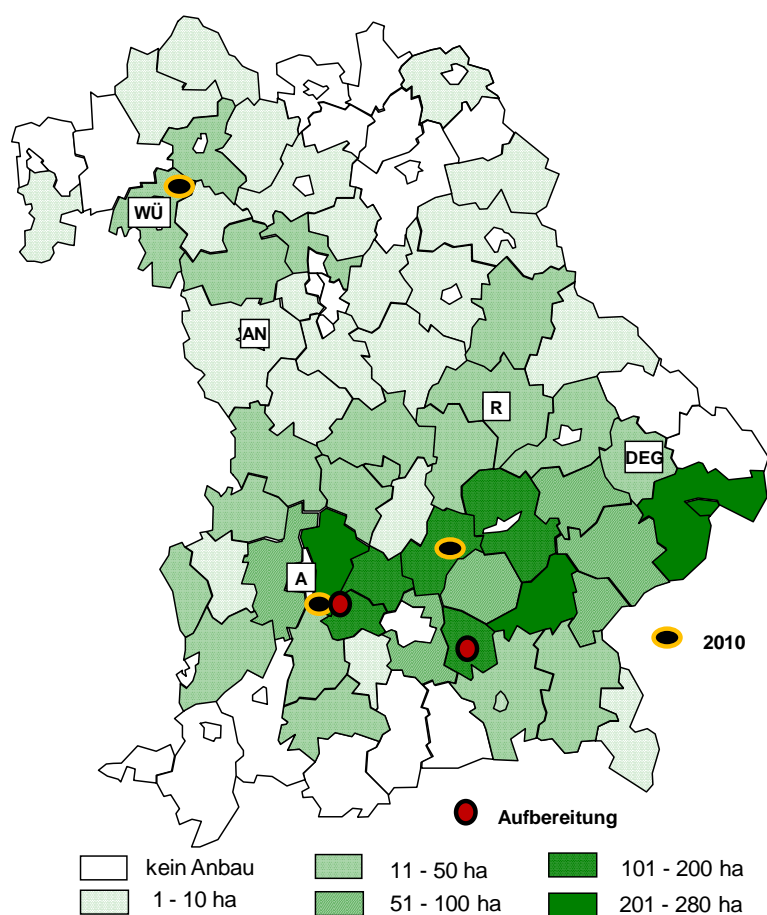 WÜ
AN
R
DEG
A
2010
Aufbereitung
kein Anbau
11 - 50 ha
101 - 200 ha
1 - 10 ha
51 - 100 ha
201 - 280 ha